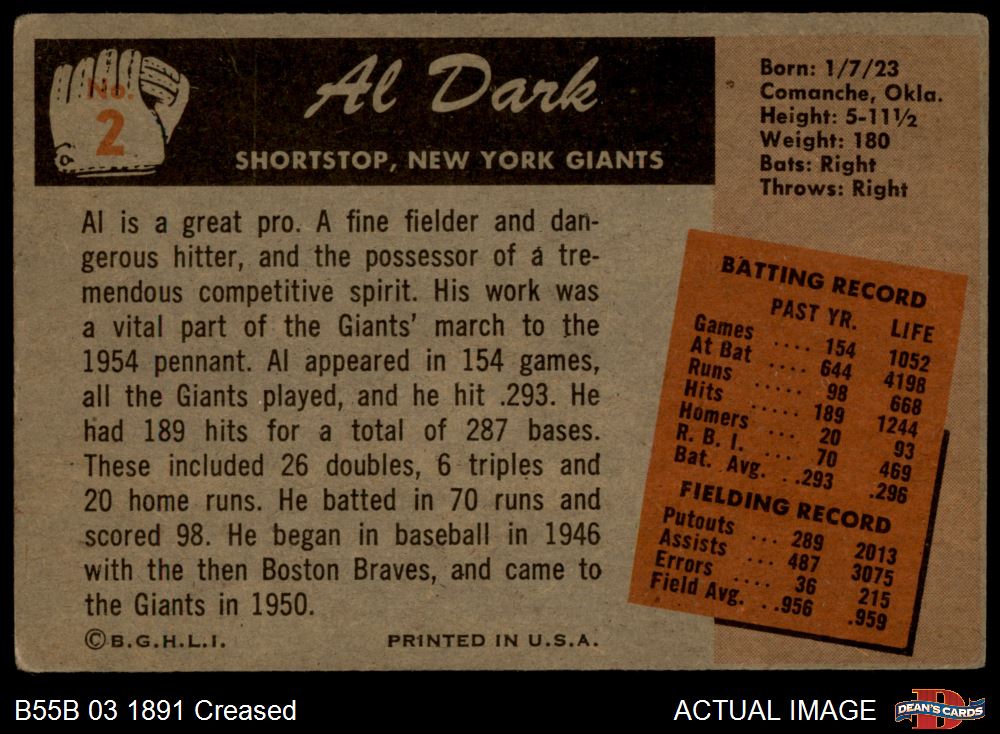 No.
2
Al Dark
SHORTSTOP, NEW YORK GIANTS
Born: 1/7/23
Comanche, Okla.
Height: 5-11½
Weight: 180
Bats: Right
Throws: Right
Al is a great pro. A fine fielder and dan-
gerous hitter, and the possessor of a tre-
mendous competitive spirit. His work was
a vital part of the Giants' march to the
1954 pennant. Al appeared in 154 games,
all the Giants played, and he hit .293. He
had 189 hits for a total of 287 bases.
These included 26 doubles, 6 triples and
20 home runs. He batted in 70 runs and
scored 98. He began in baseball in 1946
with the then Boston Braves, and came to
the Giants in 1950.
©B.G.H.L.I. PRINTED IN U.S.A.
BATTING RECORD
PAST YR. LIFE
Games .... 154 1052
At Bat .... 644 4198
Runs ..... 98 668
Hits ..... 189 1244
Homers ... 20 93
R. B. I. ... 70 469
Bat. Avg. ..293 .296
FIELDING RECORD
Putouts ... 289 2013
Assists ... 487 3075
Errors .... 36 215
Field Avg. ..956 .959
B55B 03 1891 Creased
ACTUAL IMAGE
D
DEAN'S CARDS